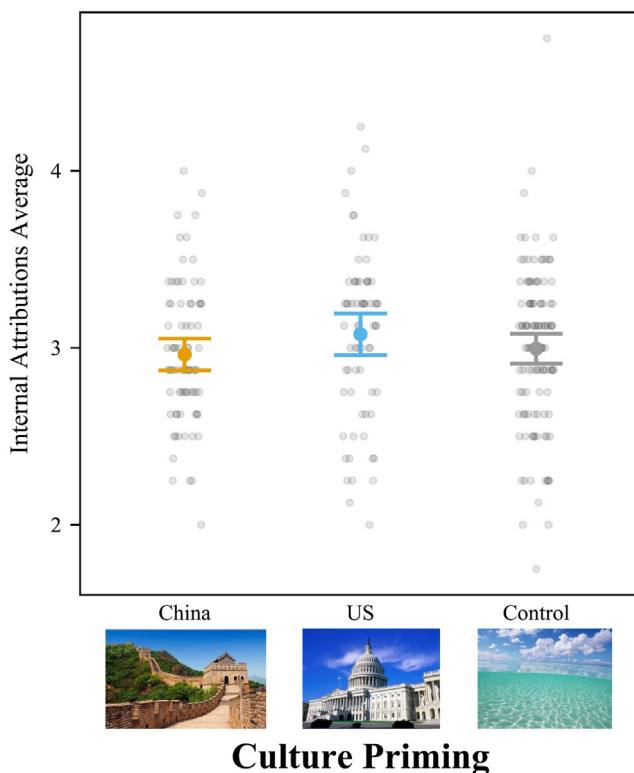 Internal Attributions Average
4
3
2
China US Control
Culture Priming